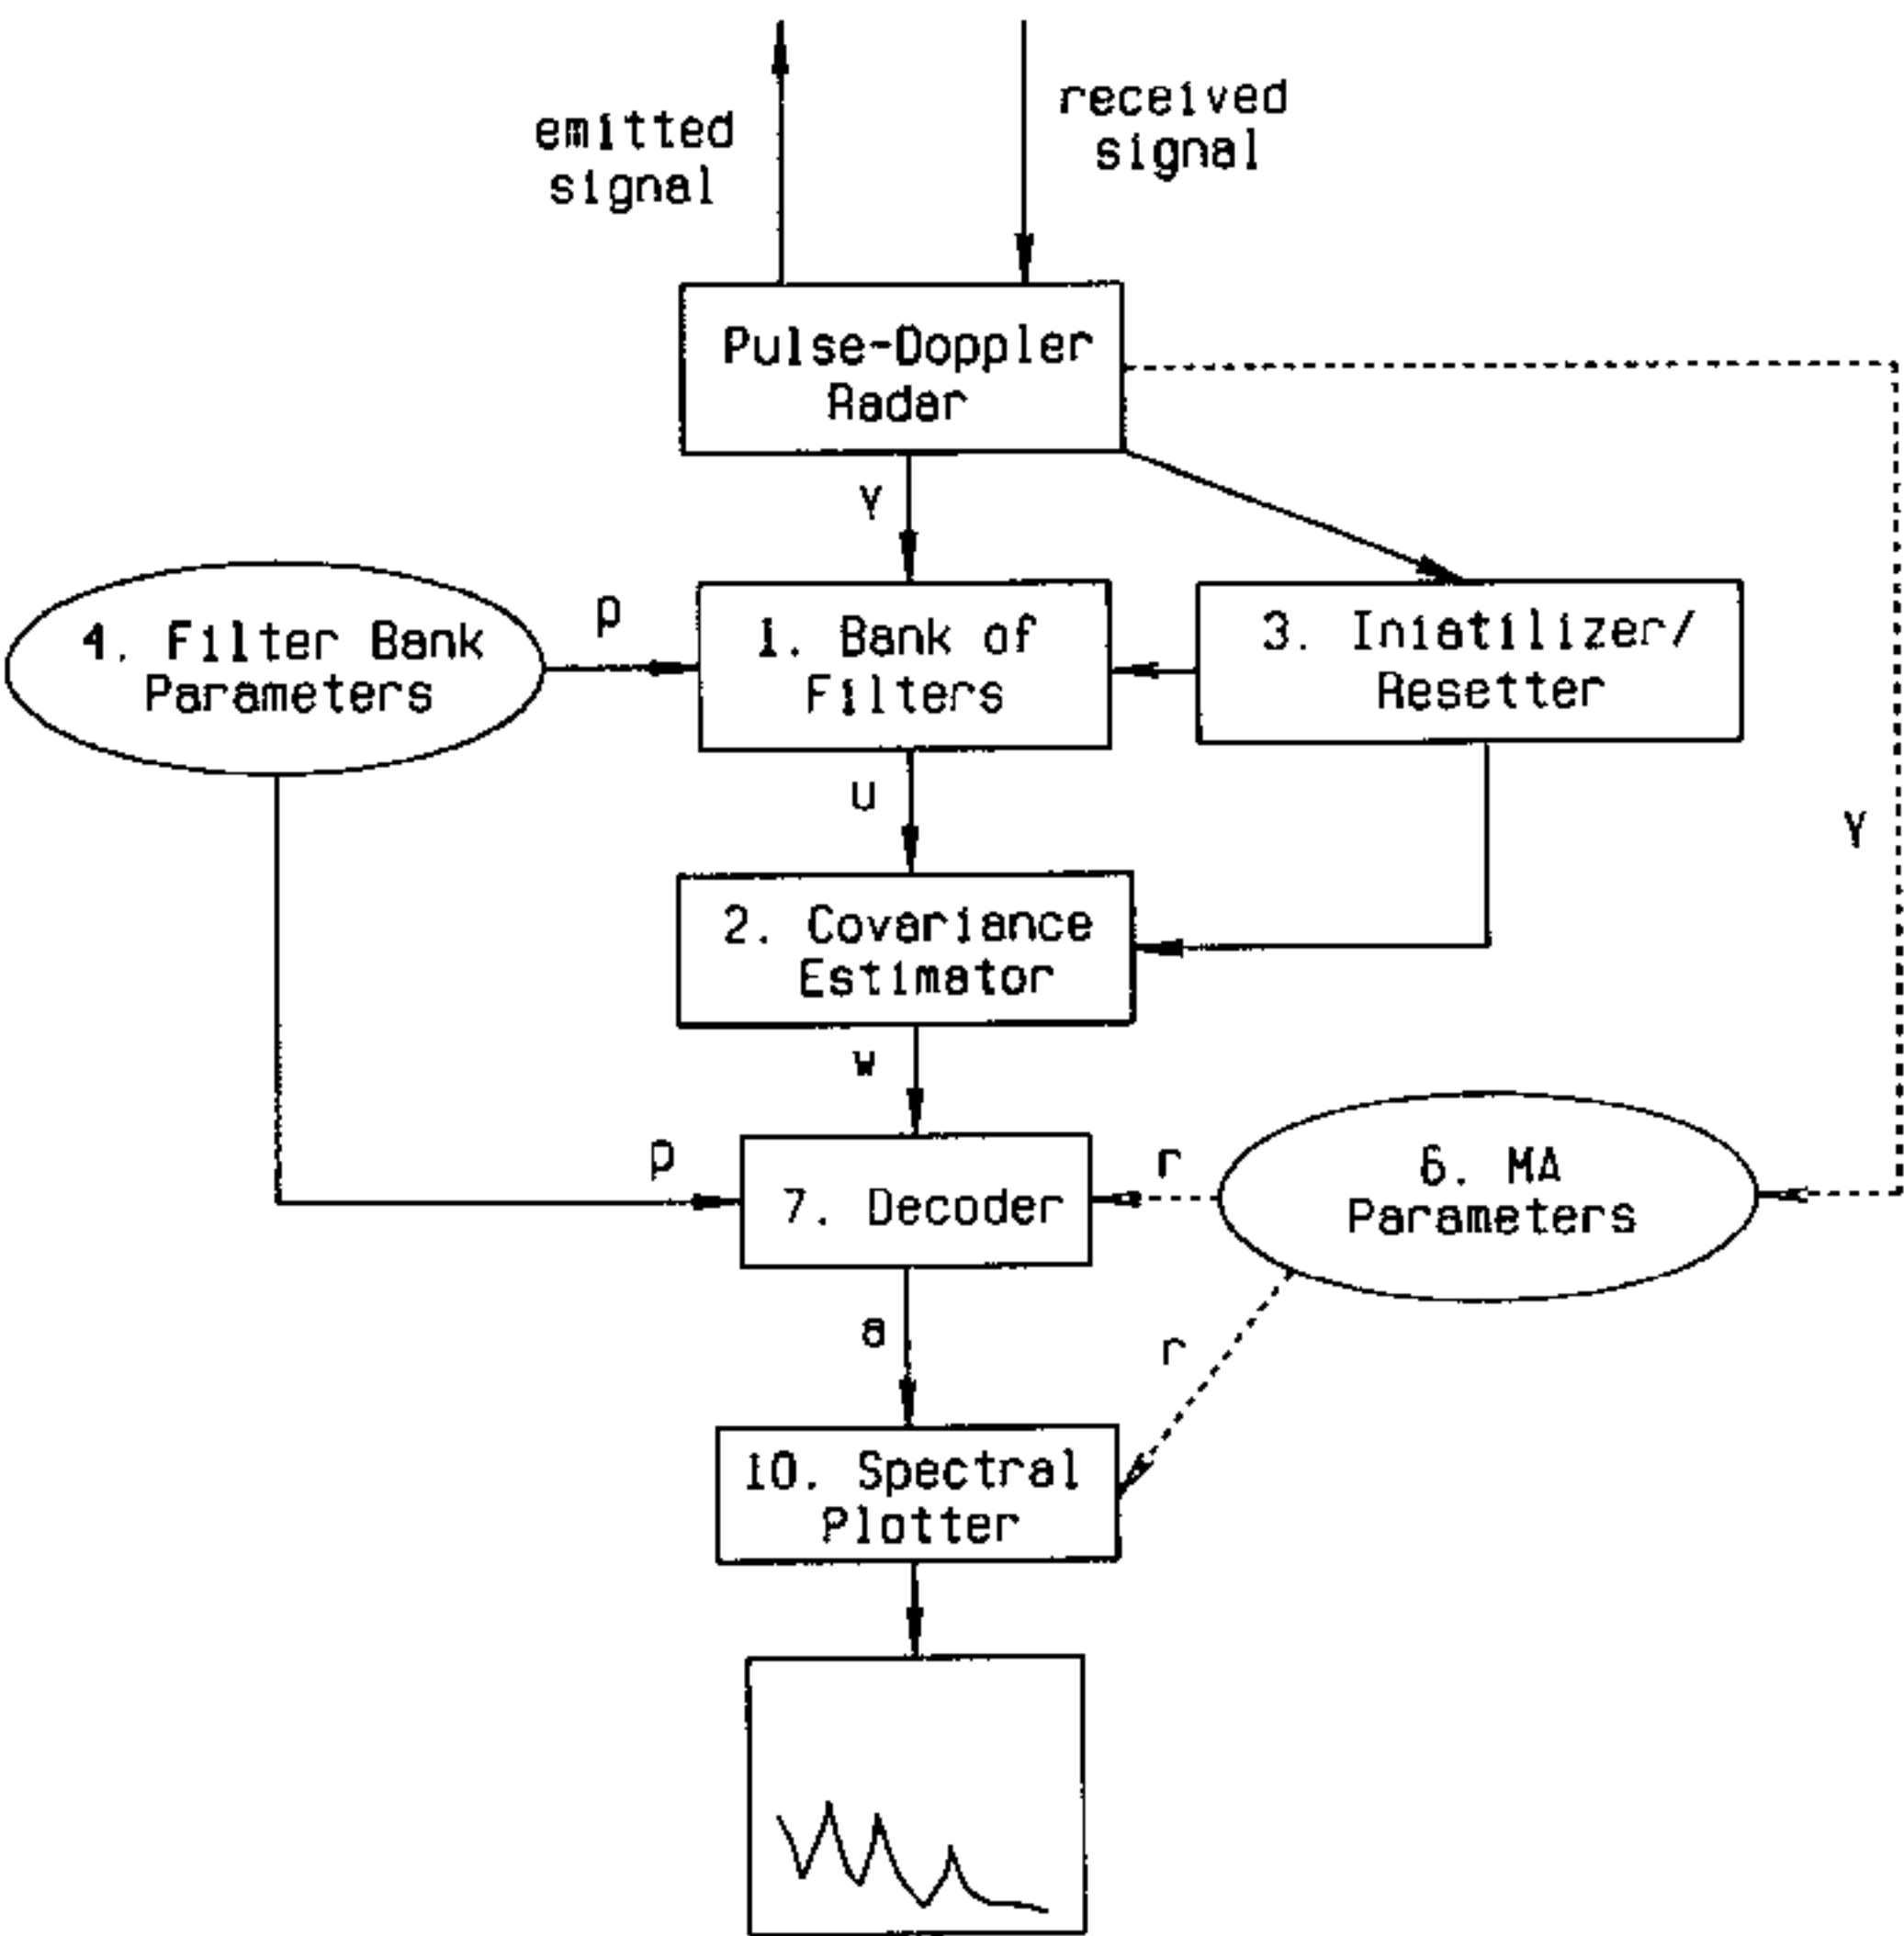 emitted
signal
received
signal
Pulse-Doppler
Radar
y
4. Filter Bank
Parameters
p
1. Bank of
Filters
3. Iniatilizer/
Resetter
u
y
2. Covariance
Estimator
w
p
7. Decoder
r
6. MA
Parameters
a
r
10. Spectral
Plotter